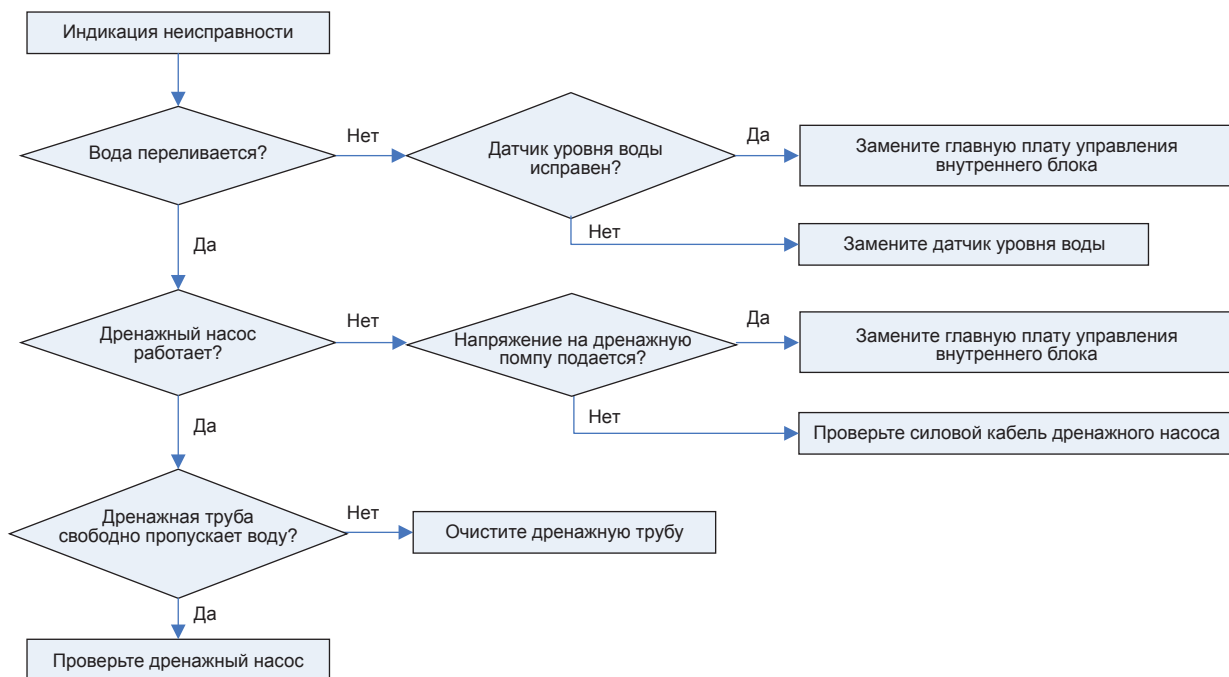 Индикация неисправности
Вода переливается?
Нет
Датчик уровня воды
исправен?
Да
Замените главную плату управления
внутреннего блока
Нет
Замените датчик уровня воды
Да
Дренажный насос
работает?
Нет
Напряжение на дренажную
помпу подается?
Да
Замените главную плату управления
внутреннего блока
Нет
Проверьте силовой кабель дренажного насоса
Да
Дренажная труба
свободно пропускает воду?
Нет
Очистите дренажную трубу
Да
Проверьте дренажный насос